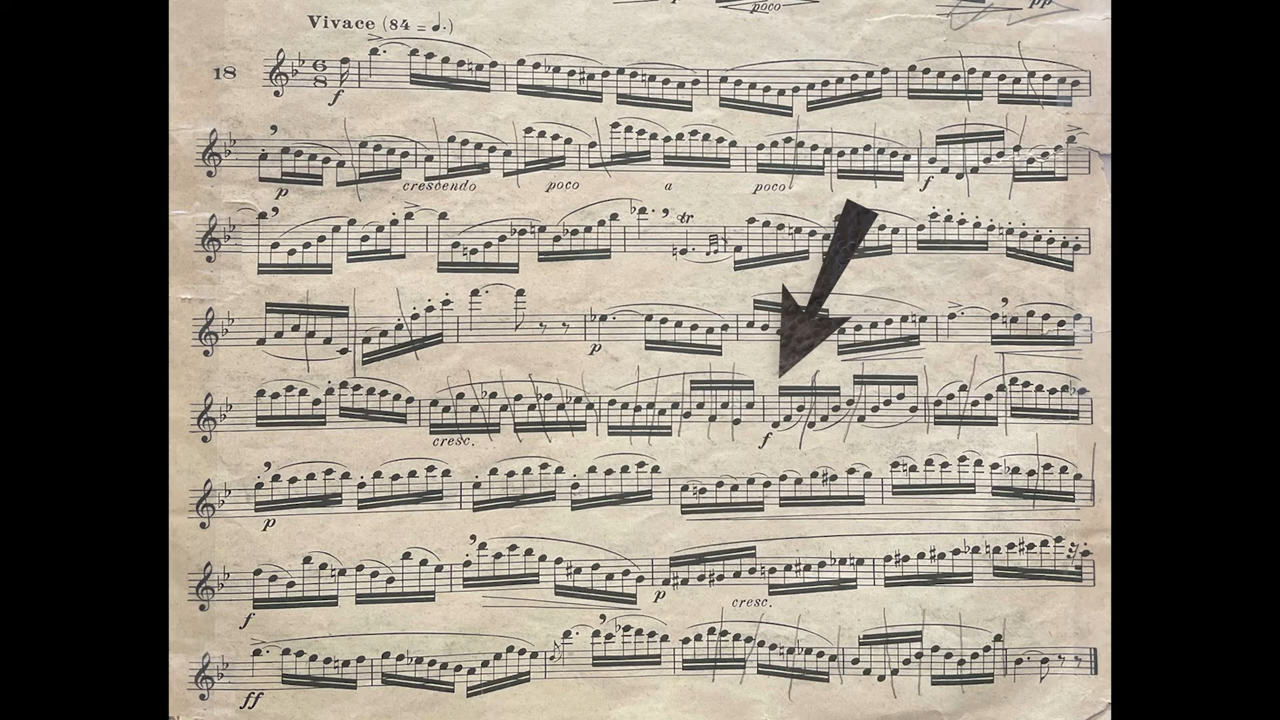 poco
pp
Vivace (84 = ♩.)
18
f
p crescendo poco a poco f
tr
p
cresc. f
p
f p cresc.
ff